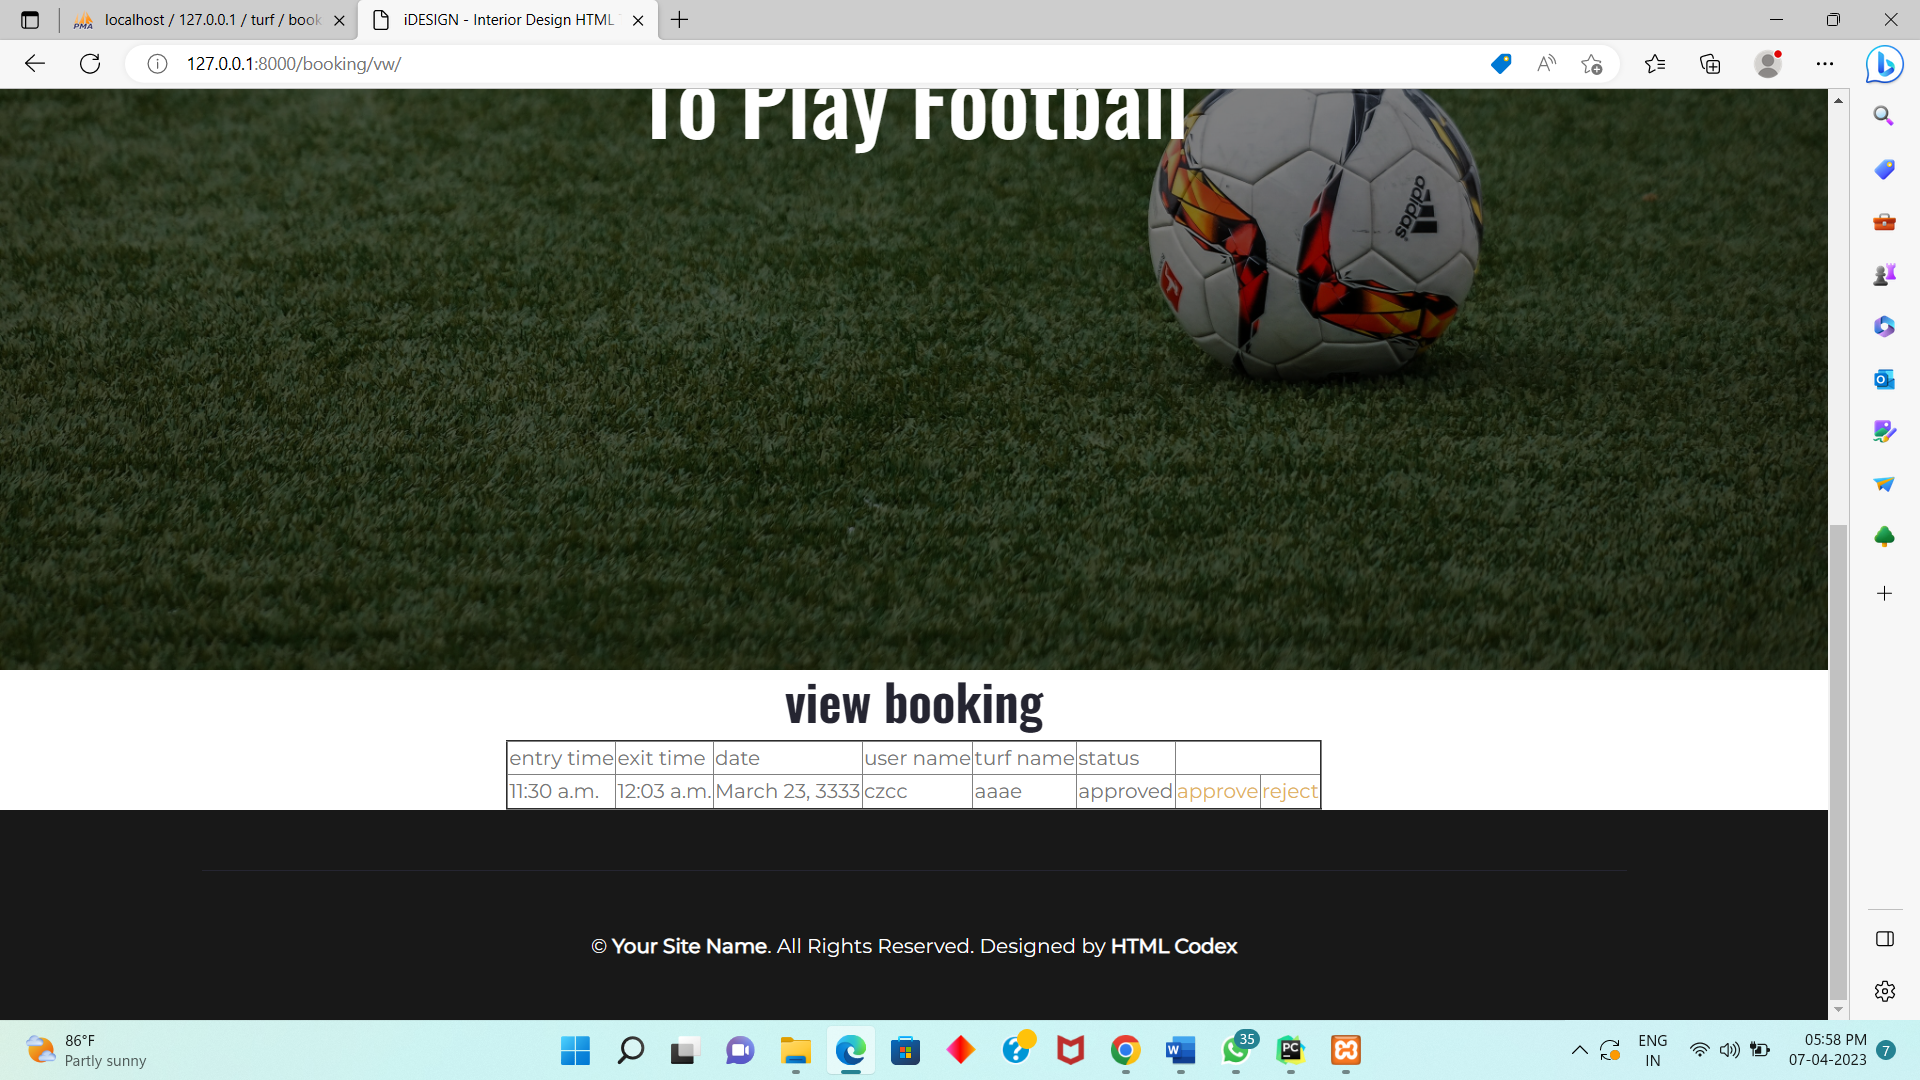 localhost / 127.0.0.1 / turf / book
iDESIGN - Interior Design HTML
127.0.0.1:8000/booking/vw/
To Play Football
adidas
view booking
entry time exit time date user name turf name status
11:30 a.m. 12:03 a.m. March 23, 3333 czcc aaae approved approve reject
© Your Site Name. All Rights Reserved. Designed by HTML Codex
86°F
Partly sunny
35
ENG
IN
05:58 PM
07-04-2023
7